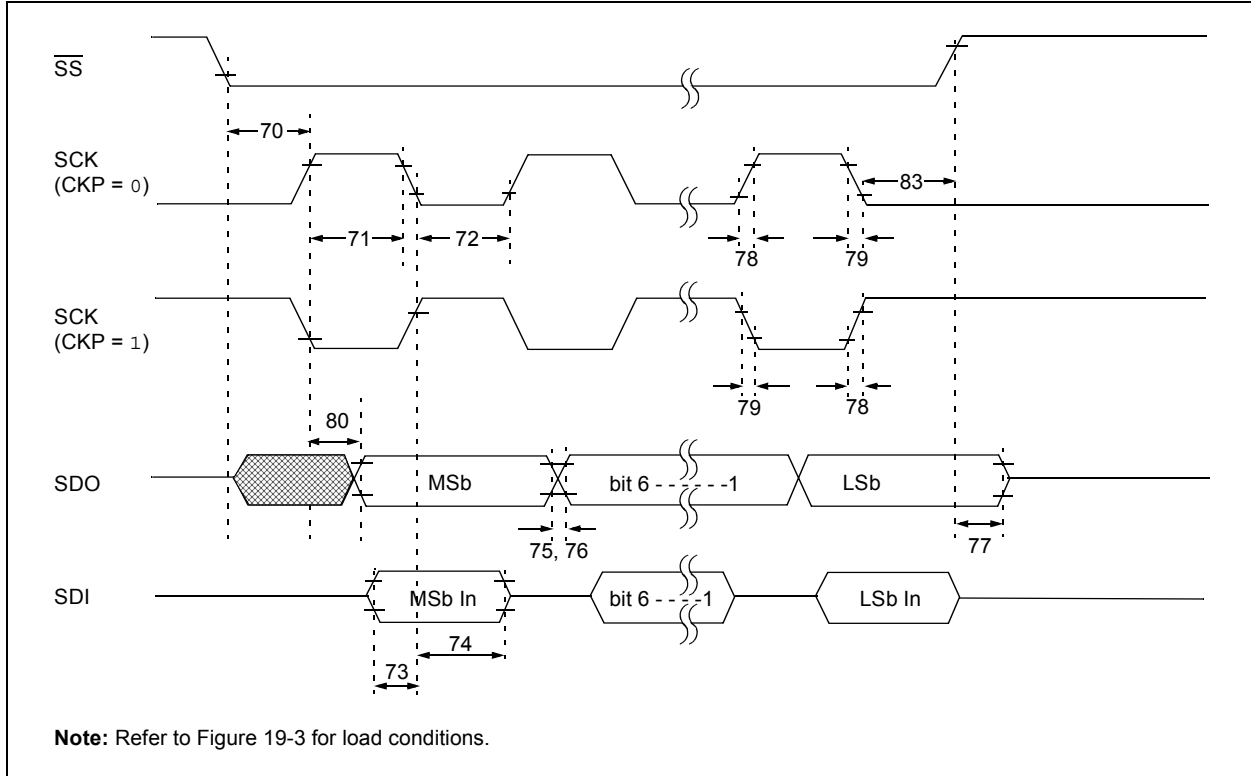 SS
70
SCK
(CKP = 0)
83
71
72
78
79
SCK
(CKP = 1)
79
78
80
SDO
MSb
bit 6 - - - - - -1
LSb
75, 76
77
SDI
MSb In
bit 6 - - - -1
LSb In
74
73
Note: Refer to Figure 19-3 for load conditions.